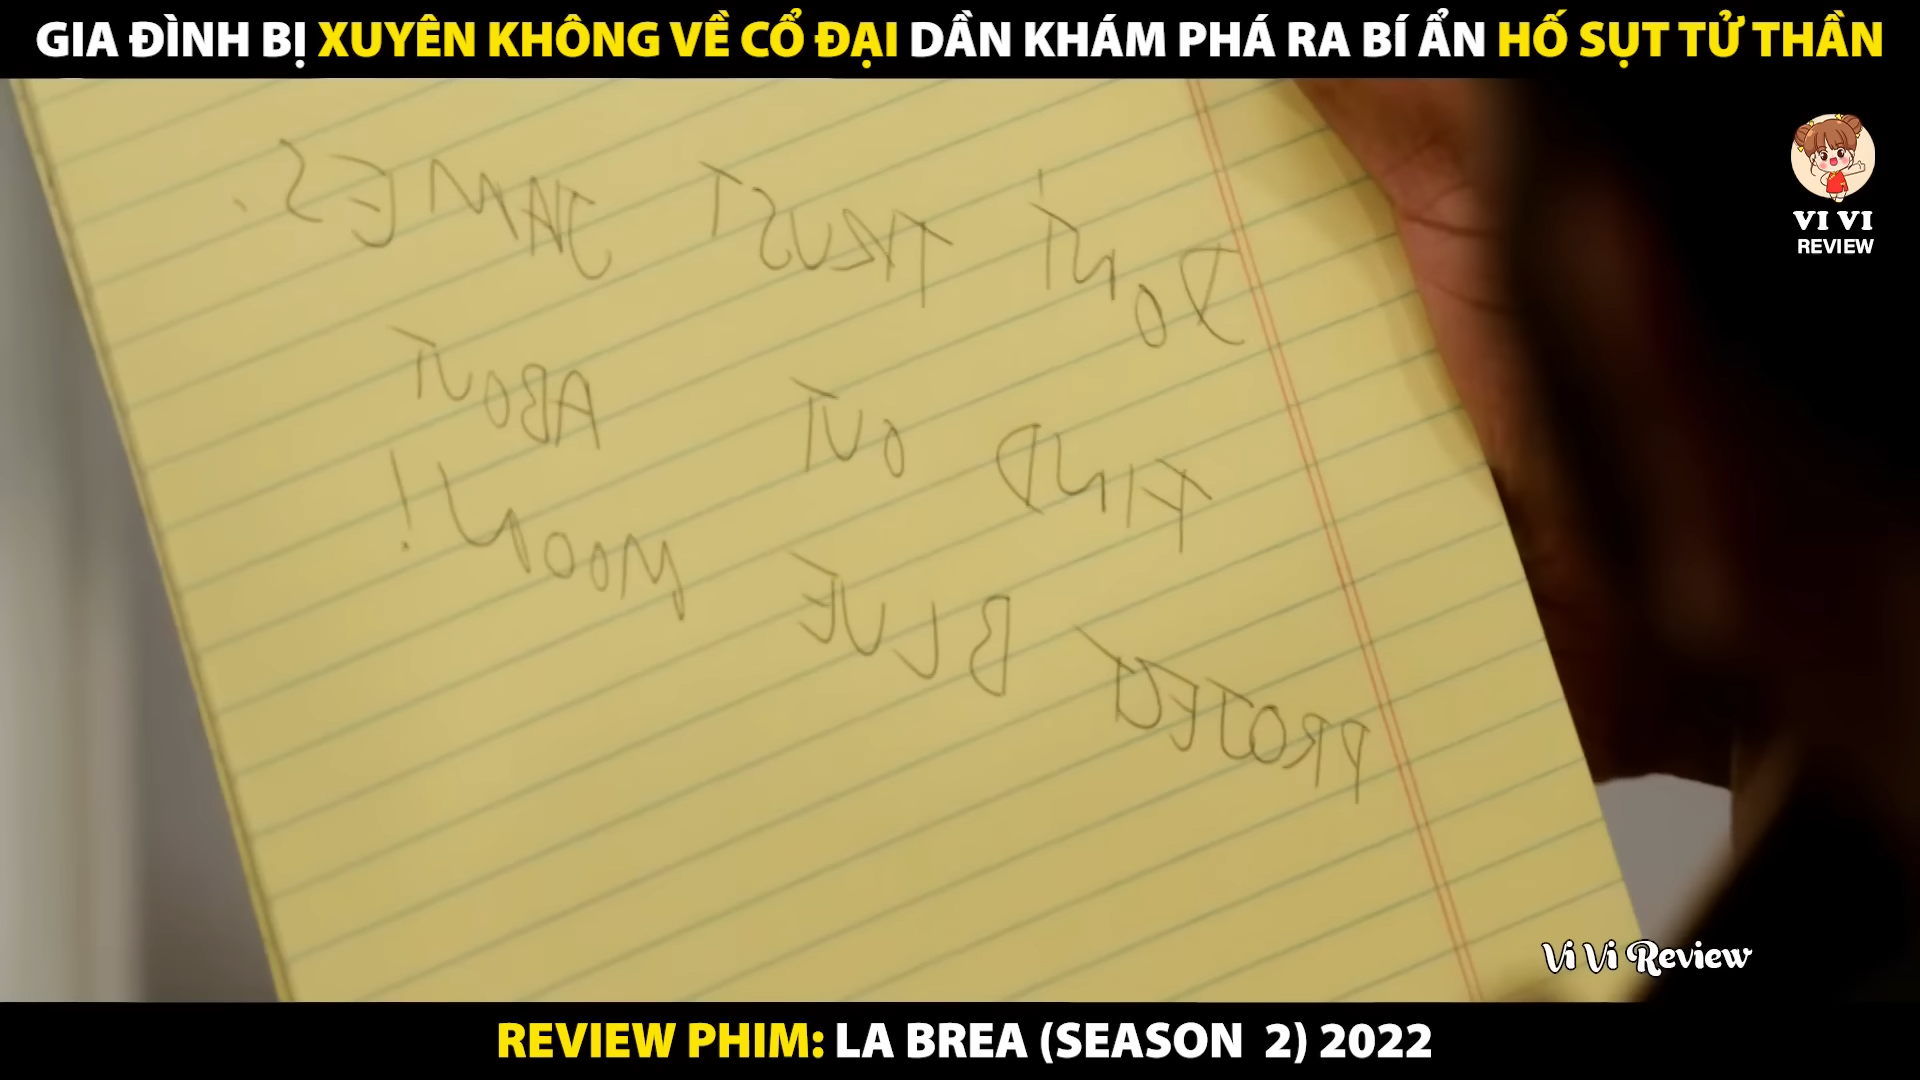 GIA ĐÌNH BỊ XUYÊN KHÔNG VỀ CỔ ĐẠI DẦN KHÁM PHÁ RA BÍ ẨN HỐ SỤT TỬ THẦN
VI VI
REVIEW
DON'T TRUST JAMES.
FIND OUT ABOUT
PROJECT BLUE MOON!
Vi Vi Review
REVIEW PHIM: LA BREA (SEASON 2) 2022